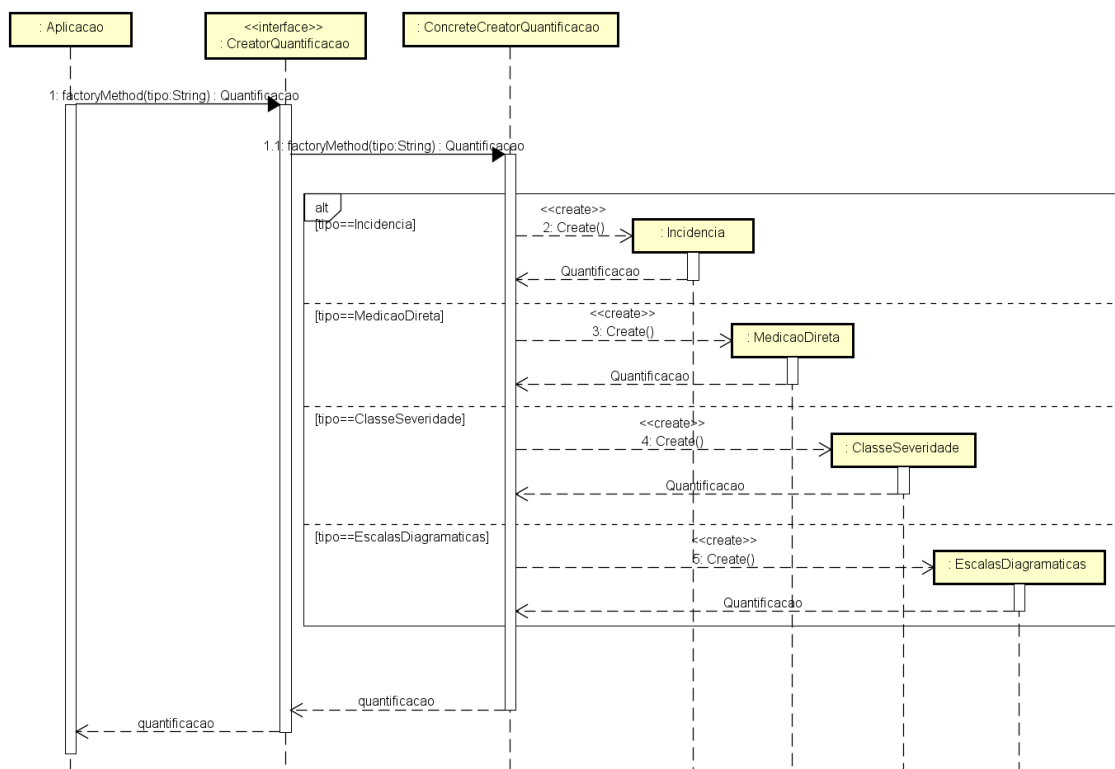 : Aplicacao
<<interface>>
: CreatorQuantificacao
: ConcreteCreatorQuantificacao
1: factoryMethod(tipo:String) : Quantificacao
1.1: factoryMethod(tipo:String) : Quantificacao
alt
[tipo==Incidencia]
<<create>>
2: Create()
: Incidencia
Quantificacao
[tipo==MedicaoDireta]
<<create>>
3: Create()
: MedicaoDireta
Quantificacao
[tipo==ClasseSeveridade]
<<create>>
4: Create()
: ClasseSeveridade
Quantificacao
[tipo==EscalasDiagramaticas]
<<create>>
5: Create()
: EscalasDiagramaticas
Quantificacao
quantificacao
quantificacao